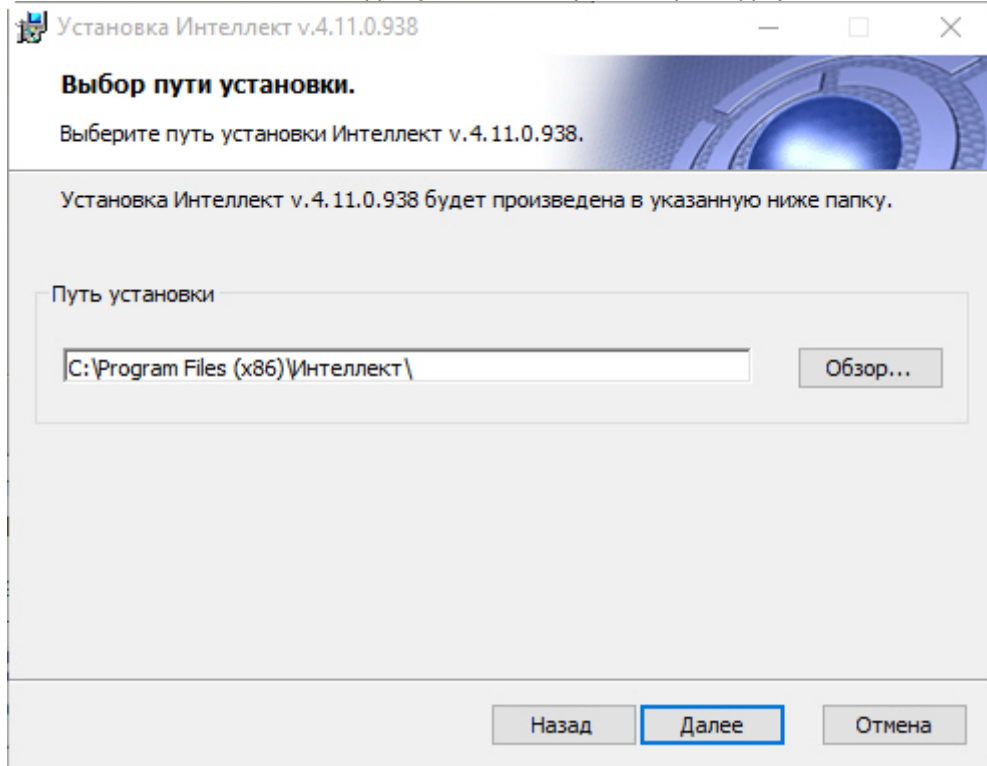 Установка Интеллект v.4.11.0.938
Выбор пути установки.
Выберите путь установки Интеллект v.4.11.0.938.
Установка Интеллект v.4.11.0.938 будет произведена в указанную ниже папку.
Путь установки
C:\Program Files (x86)\Интеллект\
Обзор...
Назад
Далее
Отмена